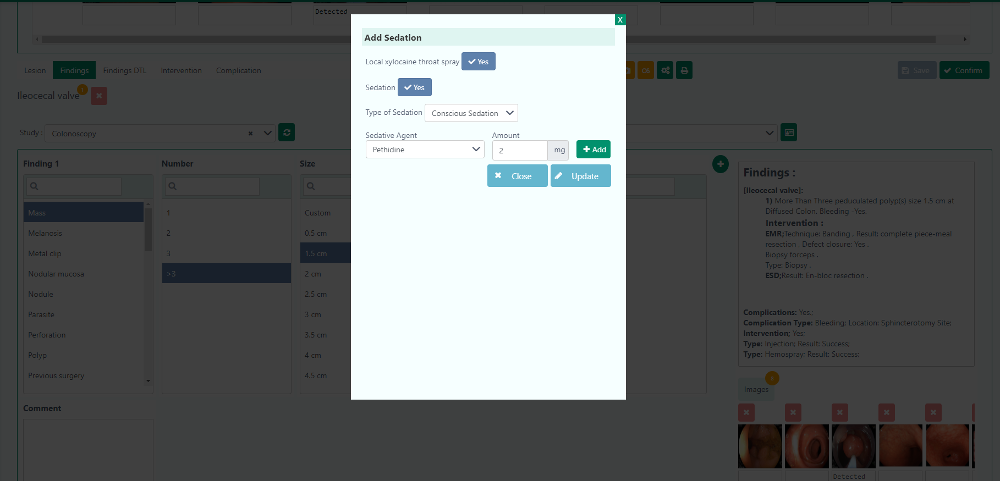 Detected
X
Add Sedation
Local xylocaine throat spray Yes
Sedation Yes
Type of Sedation Conscious Sedation
Sedative Agent Amount
Pethidine 2 mg Add
Close Update
Lesion Findings Findings DTL Intervention Complication
OS Save Confirm
Ileocecal valve 1
Study : Colonoscopy
Finding 1 Number Size
Mass 1 Custom
Melanosis 2 0.5 cm
Metal clip 3 1.5 cm
Nodular mucosa >3 2 cm
Nodule 2.5 cm
Parasite 3 cm
Perforation 3.5 cm
Polyp 4 cm
Previous surgery 4.5 cm
Comment
Findings :
[Ileocecal valve]:
1) More Than Three peduculated polyp(s) size 1.5 cm at
Diffused Colon. Bleeding -Yes.
Intervention :
EMR;Technique: Banding . Result: complete piece-meal
resection . Defect closure: Yes .
Biopsy forceps .
Type: Biopsy .
ESD;Result: En-bloc resection .
Complications: Yes.;
Complication Type: Bleeding; Location: Sphincterotomy Site;
Intervention; Yes;
Type: Injection; Result: Success;
Type: Hemospray; Result: Success;
8
Images
Detected